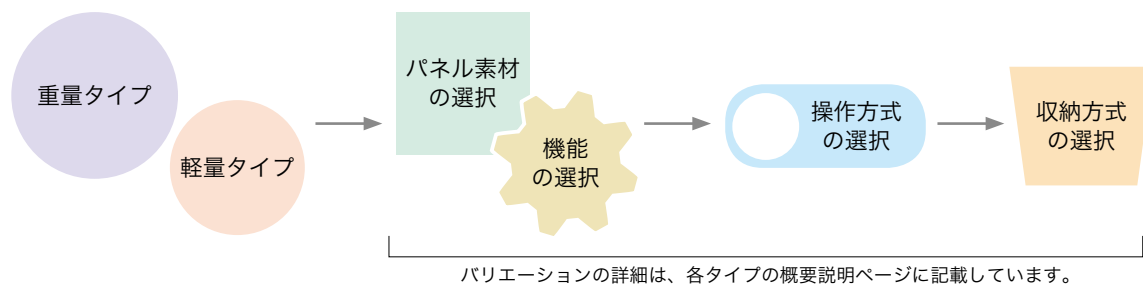 重量タイプ
軽量タイプ
パネル素材
の選択
機能
の選択
操作方式
の選択
収納方式
の選択
バリエーションの詳細は、各タイプの概要説明ページに記載しています。